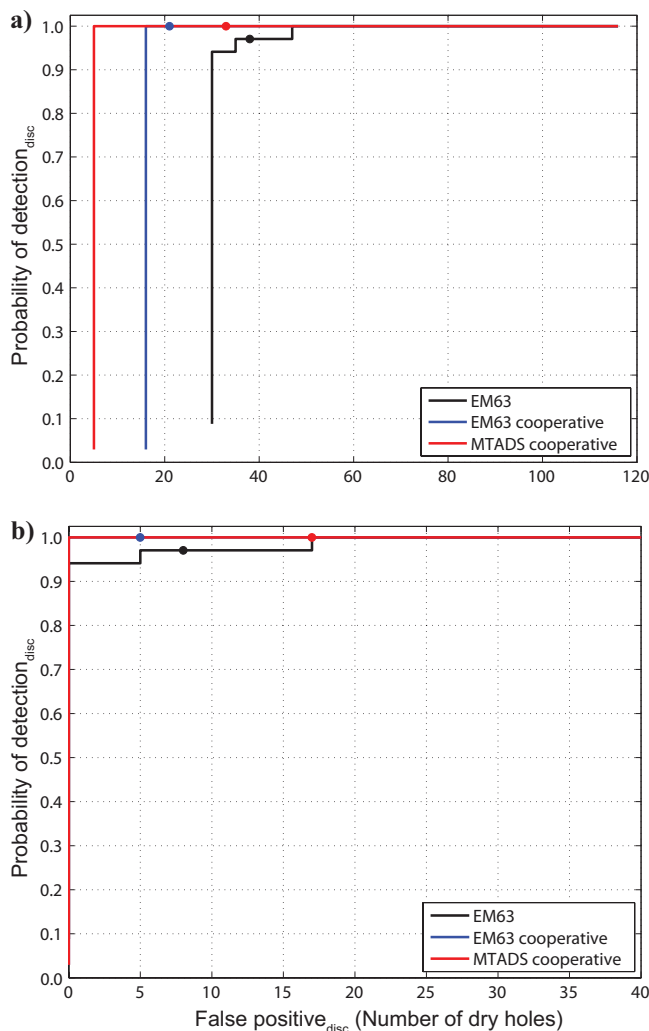 a)
Probability of detection_disc
1.0
0.9
0.8
0.7
0.6
0.5
0.4
0.3
0.2
0.1
0.0
0 20 40 60 80 100 120
EM63
EM63 cooperative
MTADS cooperative
b)
Probability of detection_disc
1.0
0.9
0.8
0.7
0.6
0.5
0.4
0.3
0.2
0.1
0.0
0 5 10 15 20 25 30 35 40
EM63
EM63 cooperative
MTADS cooperative
False positive_disc (Number of dry holes)